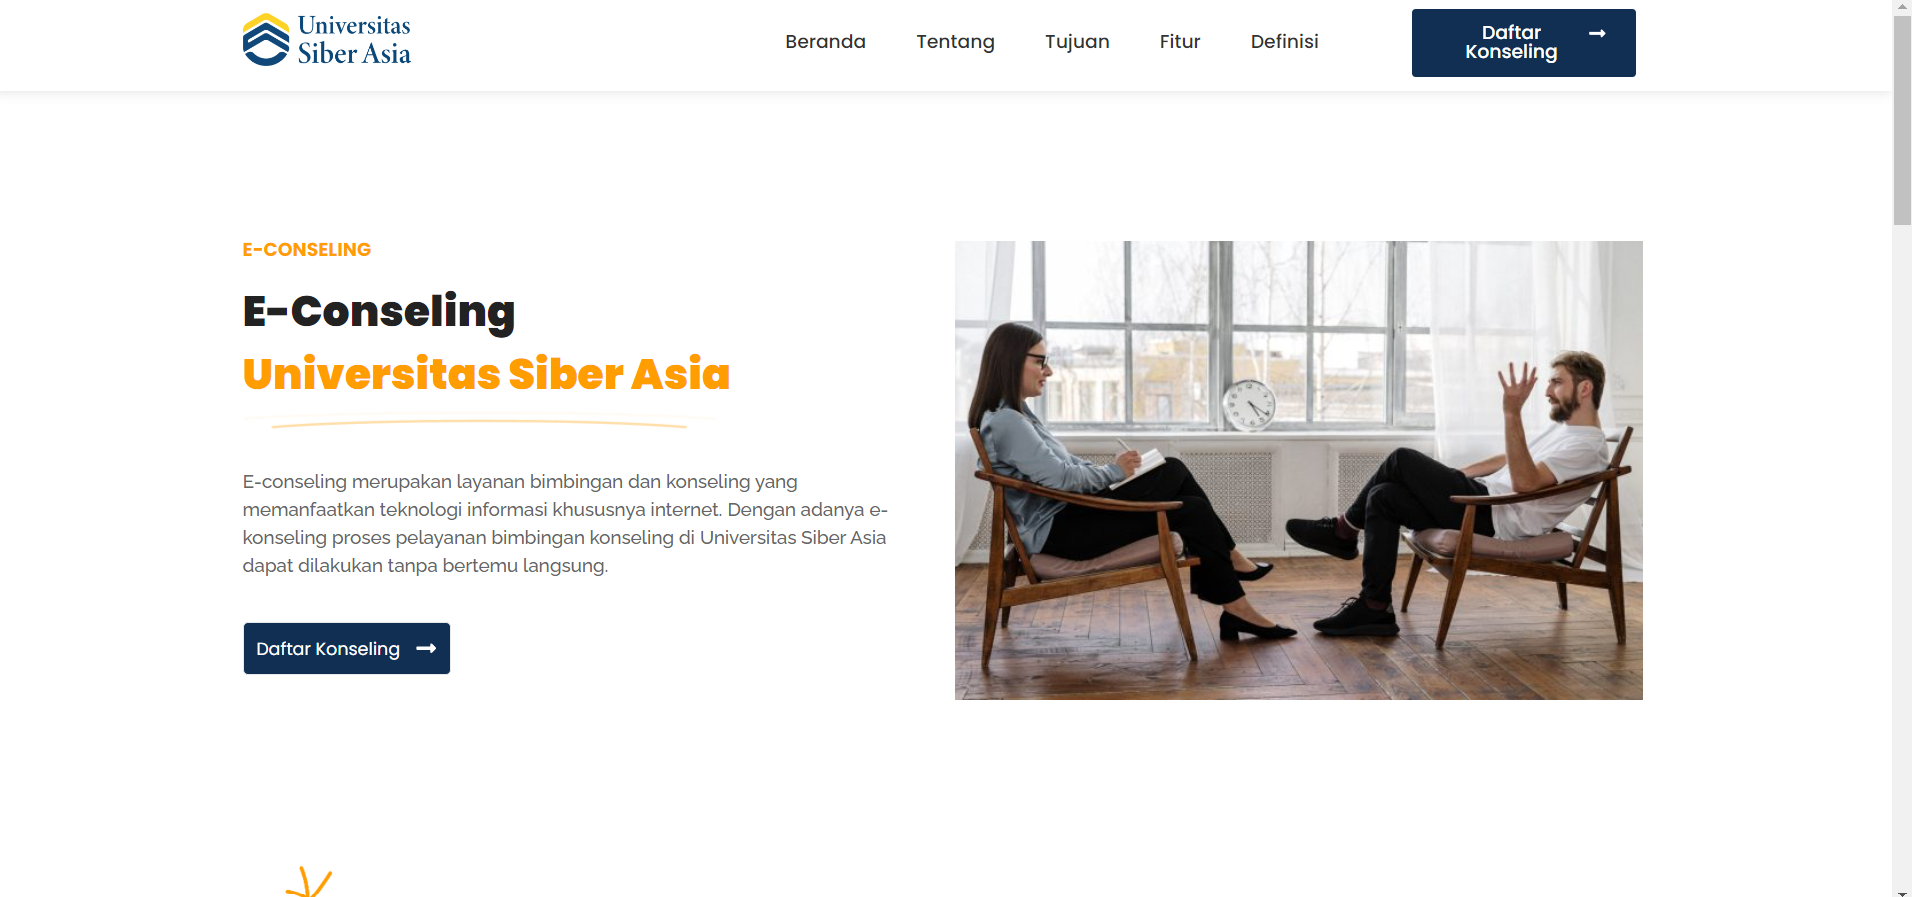 Universitas
Siber Asia
Beranda
Tentang
Tujuan
Fitur
Definisi
Daftar
Konseling
E-CONSELING
E-Conseling
Universitas Siber Asia
E-conseling merupakan layanan bimbingan dan konseling yang
memanfaatkan teknologi informasi khususnya internet. Dengan adanya e-
konseling proses pelayanan bimbingan konseling di Universitas Siber Asia
dapat dilakukan tanpa bertemu langsung.
Daftar Konseling